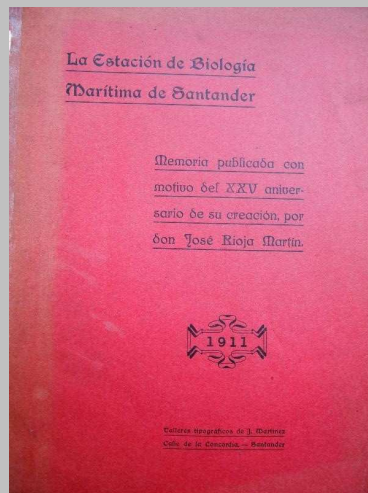 La Estación de Biología
Marítima de Santander
Memoria publicada con
motivo del XXV aniver-
sario de su creación, por
don José Rioja Martín.
1911
Talleres tipográficos de J. Martínez
Calle de la Concordia. — Santander